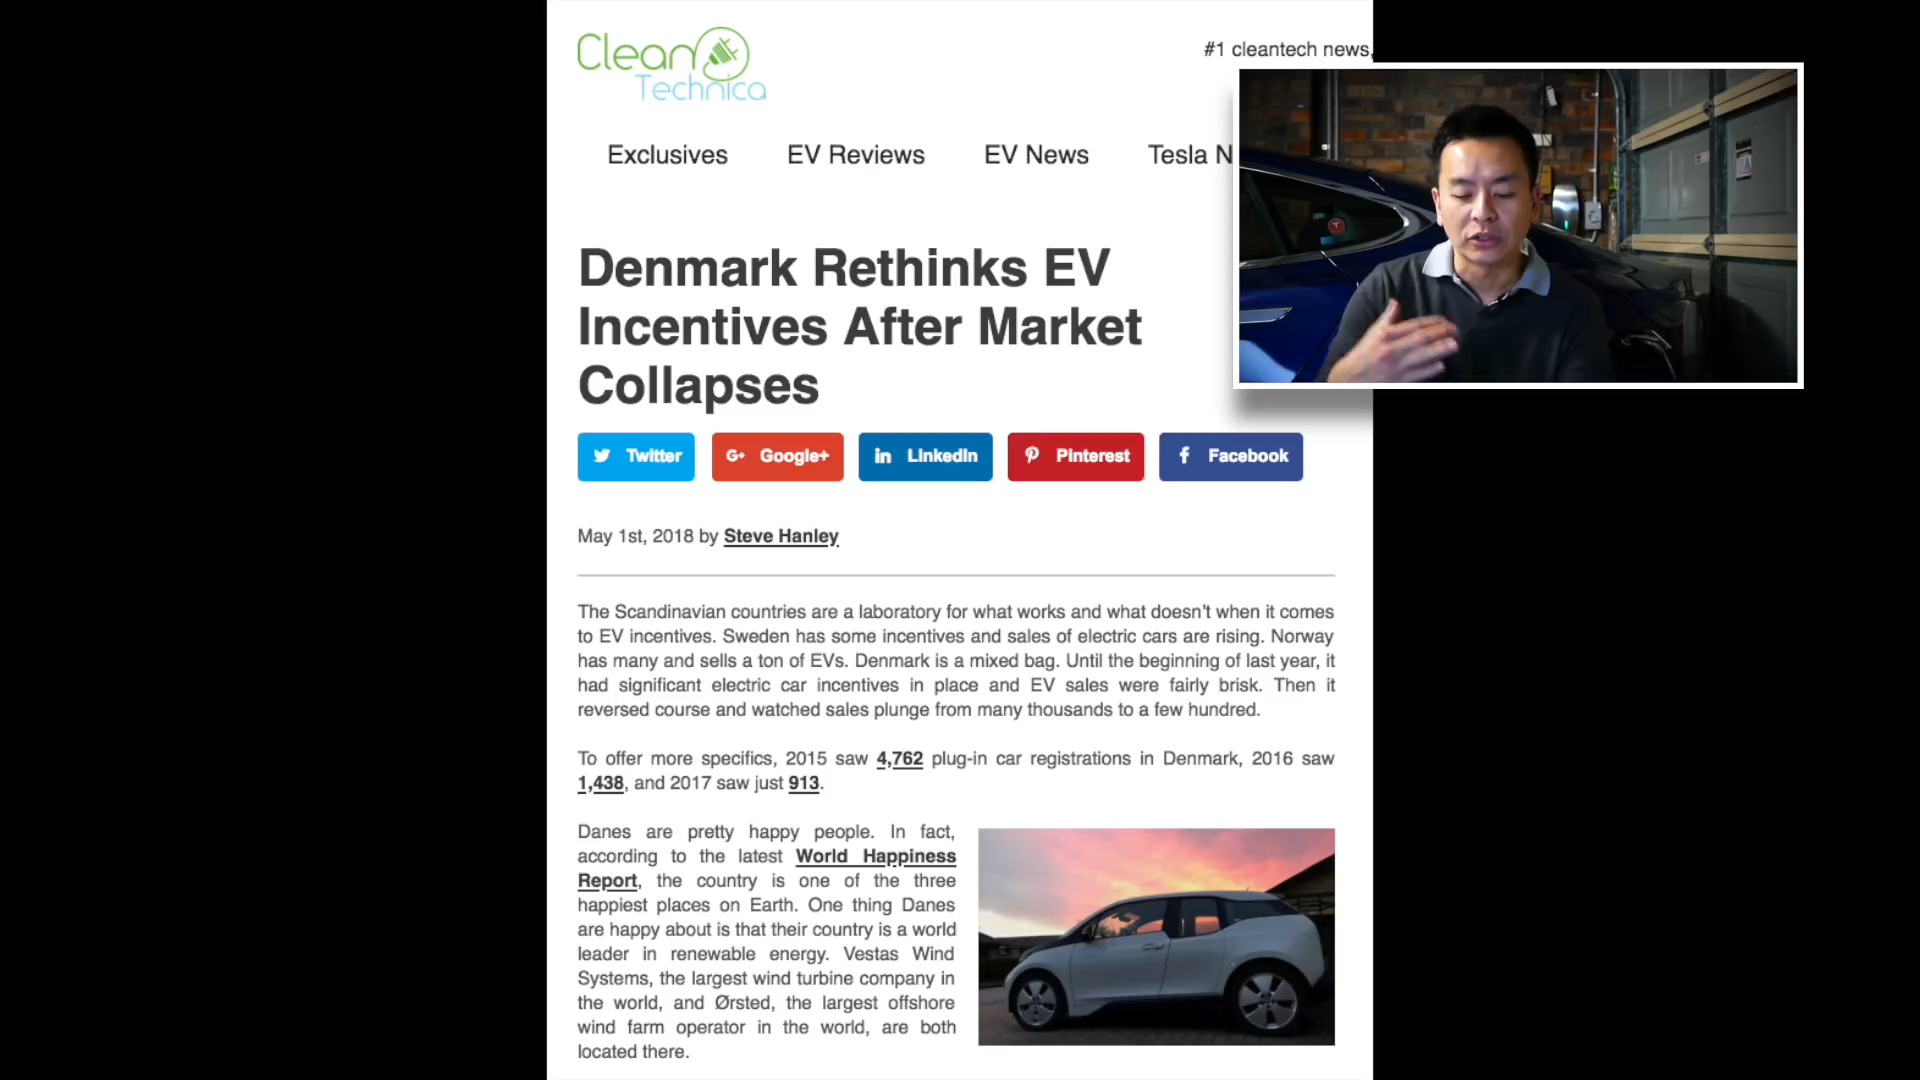 Clean
Technica
#1 cleantech news,
Exclusives EV Reviews EV News Tesla N
Denmark Rethinks EV
Incentives After Market
Collapses
Twitter Google+ LinkedIn Pinterest Facebook
May 1st, 2018 by Steve Hanley
The Scandinavian countries are a laboratory for what works and what doesn't when it comes
to EV incentives. Sweden has some incentives and sales of electric cars are rising. Norway
has many and sells a ton of EVs. Denmark is a mixed bag. Until the beginning of last year, it
had significant electric car incentives in place and EV sales were fairly brisk. Then it
reversed course and watched sales plunge from many thousands to a few hundred.
To offer more specifics, 2015 saw 4,762 plug-in car registrations in Denmark, 2016 saw
1,438, and 2017 saw just 913.
Danes are pretty happy people. In fact,
according to the latest World Happiness
Report, the country is one of the three
happiest places on Earth. One thing Danes
are happy about is that their country is a world
leader in renewable energy. Vestas Wind
Systems, the largest wind turbine company in
the world, and Ørsted, the largest offshore
wind farm operator in the world, are both
located there.